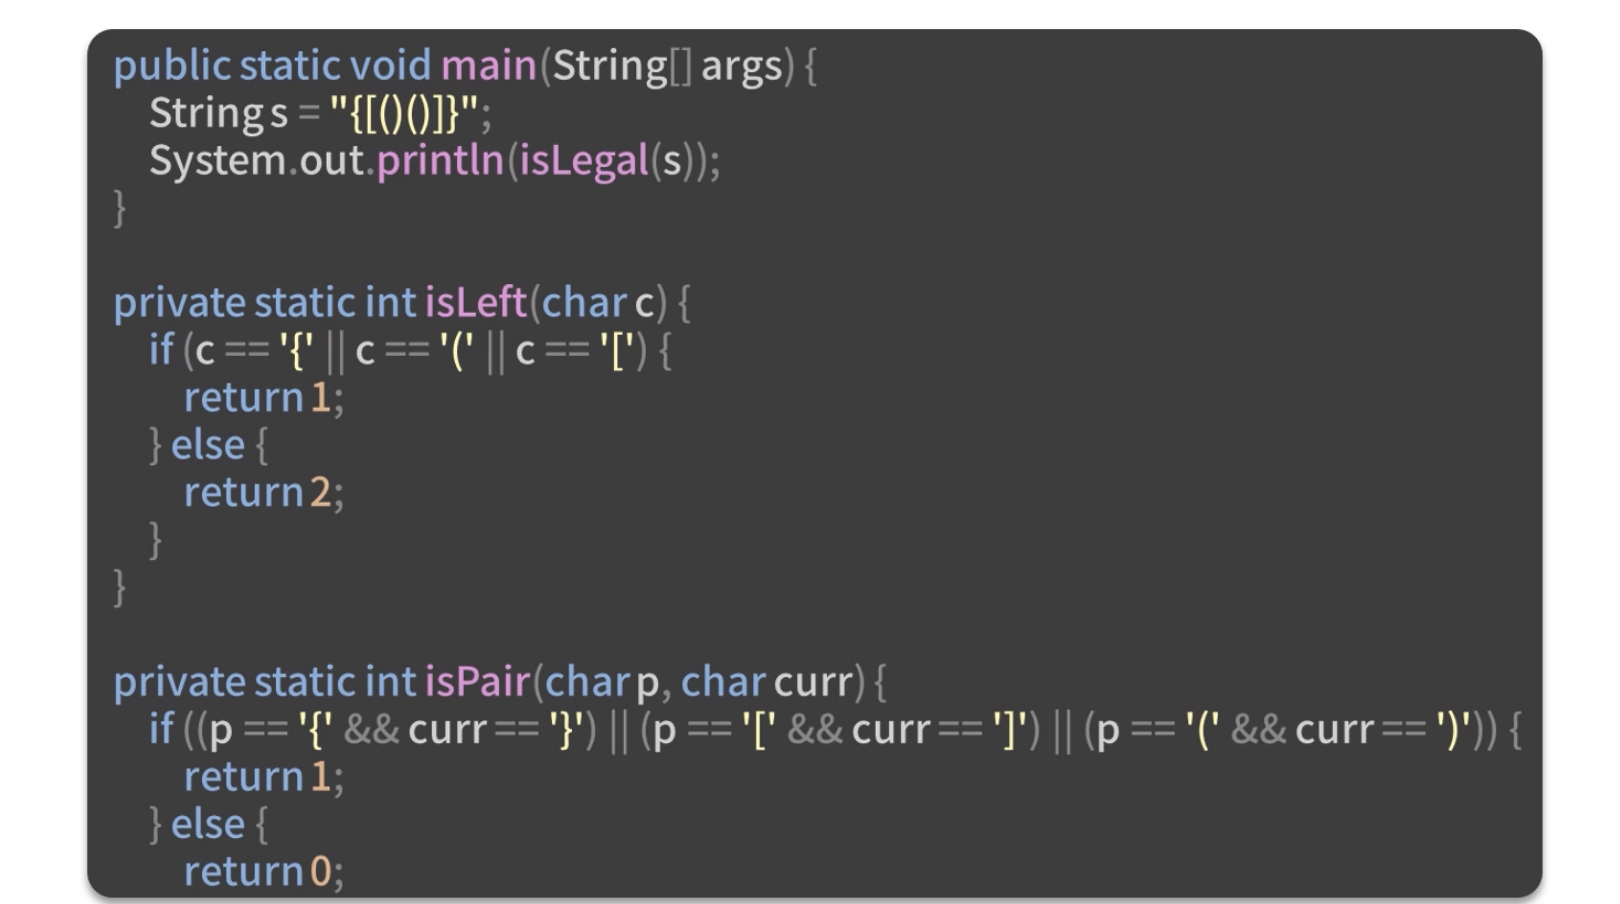 public static void main(String[] args) {
String s = "{[()()]}";
System.out.println(isLegal(s));
}
private static int isLeft(char c) {
if (c == '{' || c == '(' || c == '[') {
return 1;
} else {
return 2;
}
}
private static int isPair(char p, char curr) {
if ((p == '{' && curr == '}') || (p == '[' && curr == ']') || (p == '(' && curr == ')')) {
return 1;
} else {
return 0;